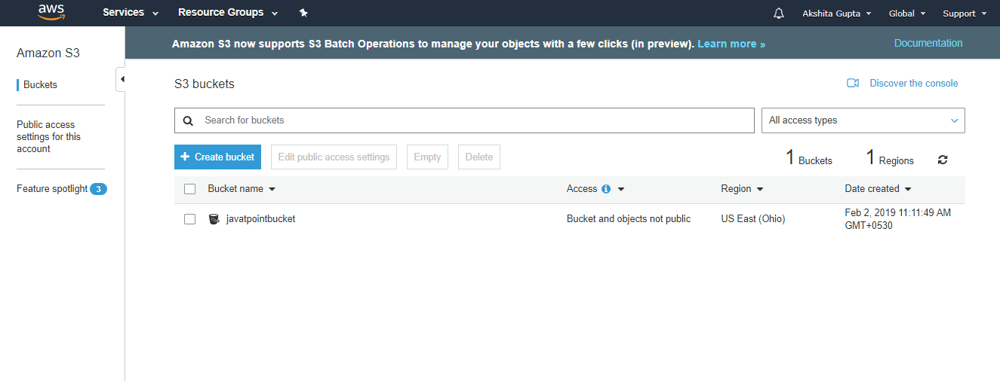 aws Services Resource Groups Akshita Gupta Global Support
Amazon S3 now supports S3 Batch Operations to manage your objects with a few clicks (in preview). Learn more » Documentation
Amazon S3
Buckets
Public access
settings for this
account
Feature spotlight 3
S3 buckets Discover the console
Search for buckets All access types
+ Create bucket Edit public access settings Empty Delete 1 Buckets 1 Regions
Bucket name Access i Region Date created
javatpointbucket Bucket and objects not public US East (Ohio) Feb 2, 2019 11:11:49 AM
GMT+0530